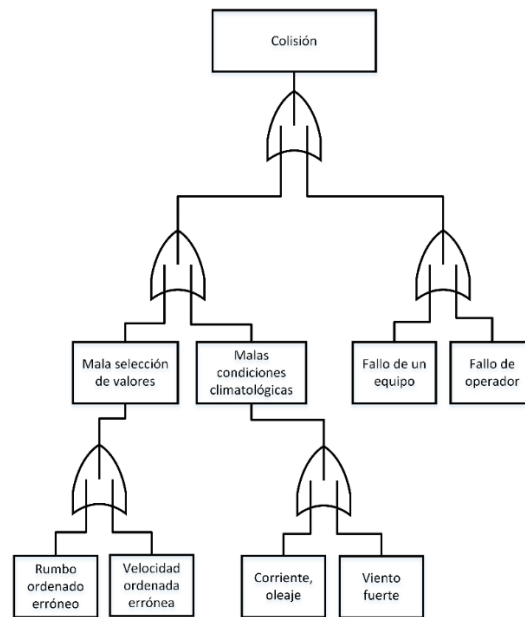 Colisión
Mala selección
de valores
Malas
condiciones
climatológicas
Fallo de un
equipo
Fallo de
operador
Rumbo
ordenado
erróneo
Velocidad
ordenada
errónea
Corriente,
oleaje
Viento
fuerte